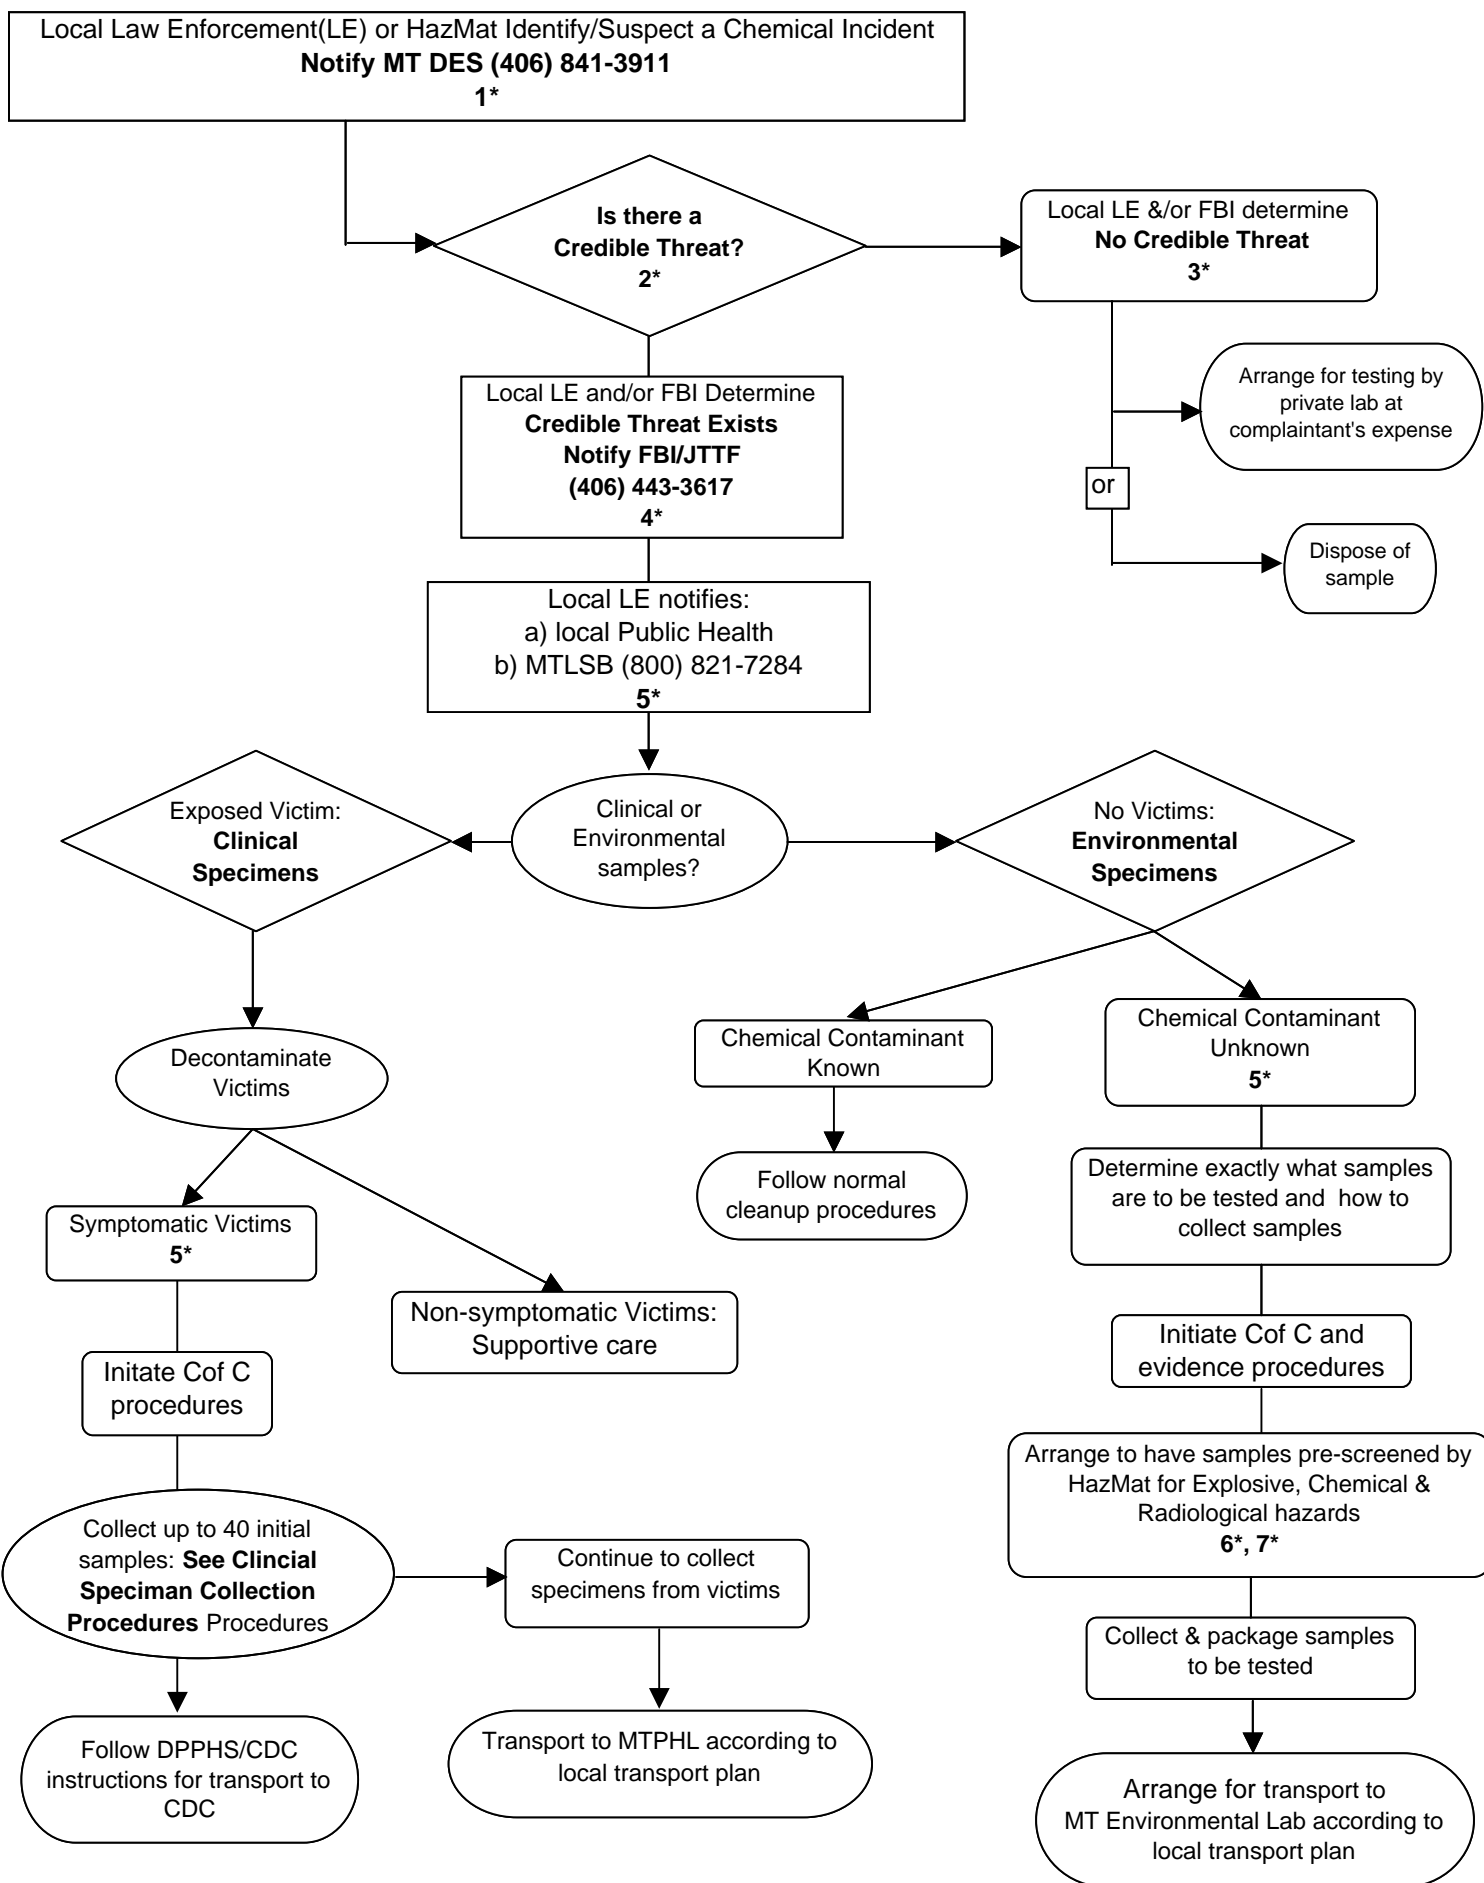 Local Law Enforcement(LE) or HazMat Identify/Suspect a Chemical Incident
Notify MT DES (406) 841-3911
1*
Is there a
Credible Threat?
2*
Local LE &/or FBI determine
No Credible Threat
3*
Arrange for testing by
private lab at
complaintant's expense
or
Dispose of
sample
Local LE and/or FBI Determine
Credible Threat Exists
Notify FBI/JTTF
(406) 443-3617
4*
Local LE notifies:
a) local Public Health
b) MTLSB (800) 821-7284
5*
Clinical or
Environmental
samples?
Exposed Victim:
Clinical
Specimens
No Victims:
Environmental
Specimens
Decontaminate
Victims
Symptomatic Victims
5*
Non-symptomatic Victims:
Supportive care
Initate Cof C
procedures
Collect up to 40 initial
samples: See Clincial
Speciman Collection
Procedures Procedures
Continue to collect
specimens from victims
Follow DPPHS/CDC
instructions for transport to
CDC
Transport to MTPHL according to
local transport plan
Chemical Contaminant
Known
Follow normal
cleanup procedures
Chemical Contaminant
Unknown
5*
Determine exactly what samples
are to be tested and how to
collect samples
Initiate Cof C and
evidence procedures
Arrange to have samples pre-screened by
HazMat for Explosive, Chemical &
Radiological hazards
6*, 7*
Collect & package samples
to be tested
Arrange for transport to
MT Environmental Lab according to
local transport plan